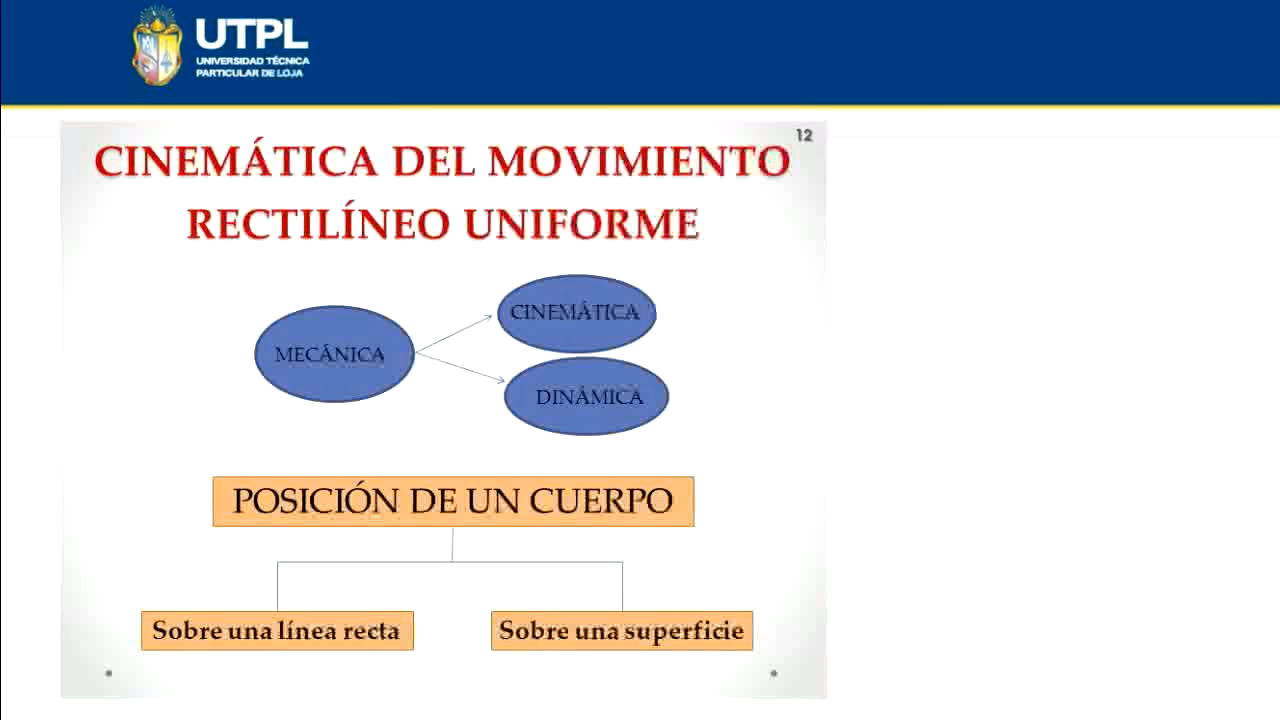 UTPL
UNIVERSIDAD TÉCNICA
PARTICULAR DE LOJA
12
CINEMÁTICA DEL MOVIMIENTO
RECTILÍNEO UNIFORME
CINEMÁTICA
MECÂNICA
DINÁMICA
POSICIÓN DE UN CUERPO
Sobre una línea recta
Sobre una superficie